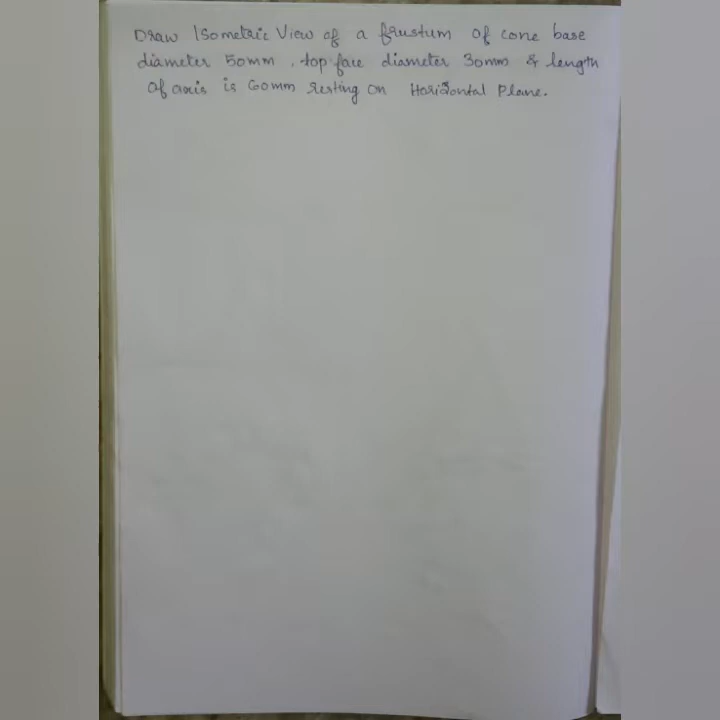 Draw Isometric View of a frustum of cone base
diameter 50mm, top face diameter 30mm & length
of axis is 60mm resting on Horizontal Plane.